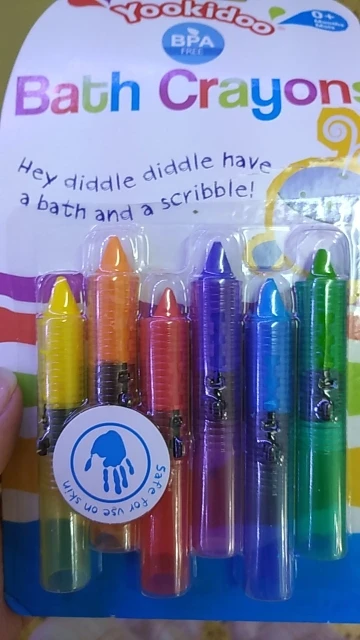 Yookidoo
0+
BPA
FREE
Bath Crayons
Hey diddle diddle have
a bath and a scribble!
Safe for use on skin